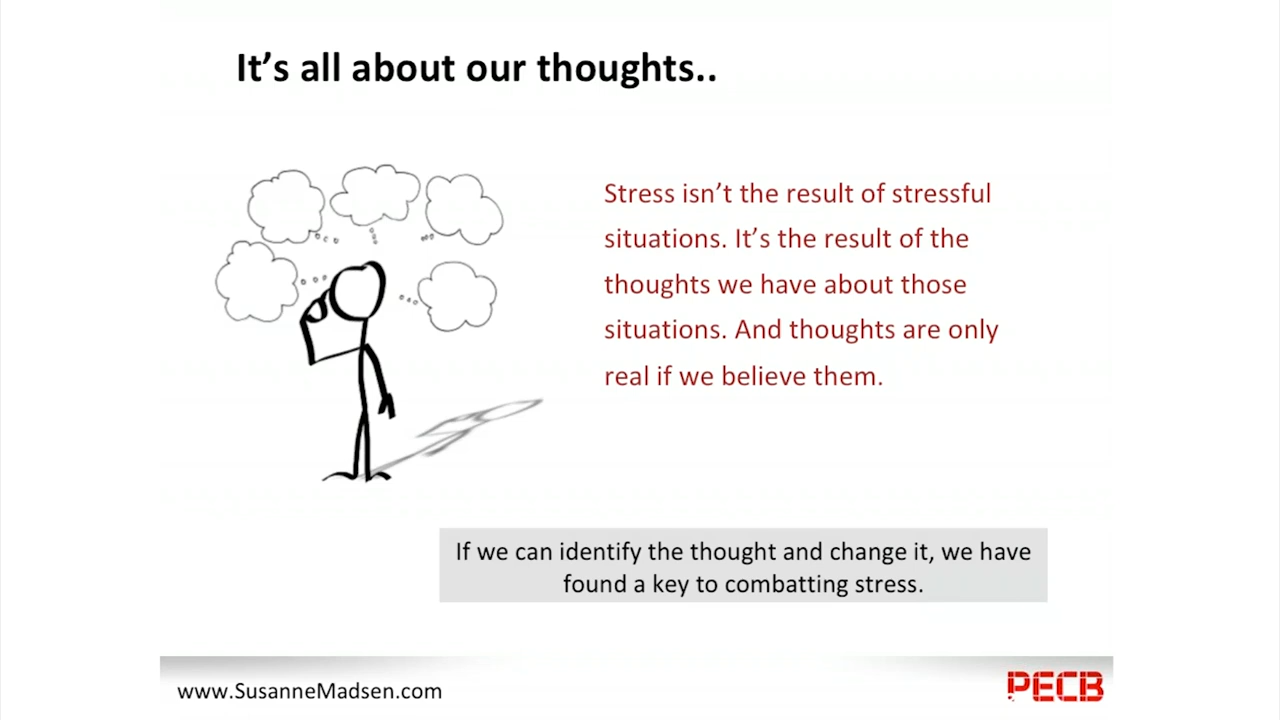 It’s all about our thoughts..
Stress isn’t the result of stressful
situations. It’s the result of the
thoughts we have about those
situations. And thoughts are only
real if we believe them.
If we can identify the thought and change it, we have
found a key to combatting stress.
www.SusanneMadsen.com
PECB